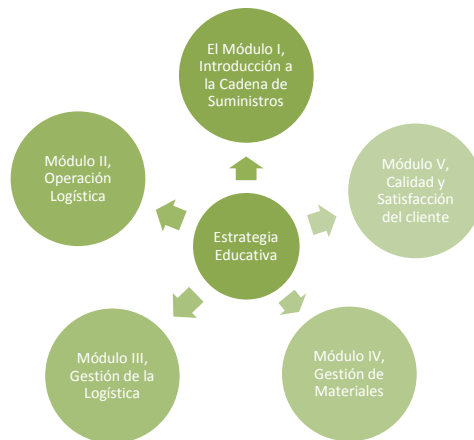 El Módulo I,
Introducción a
la Cadena de
Suministros
Módulo II,
Operación
Logística
Módulo V,
Calidad y
Satisfacción
del cliente
Estrategia
Educativa
Módulo III,
Gestión de la
Logística
Módulo IV,
Gestión de
Materiales